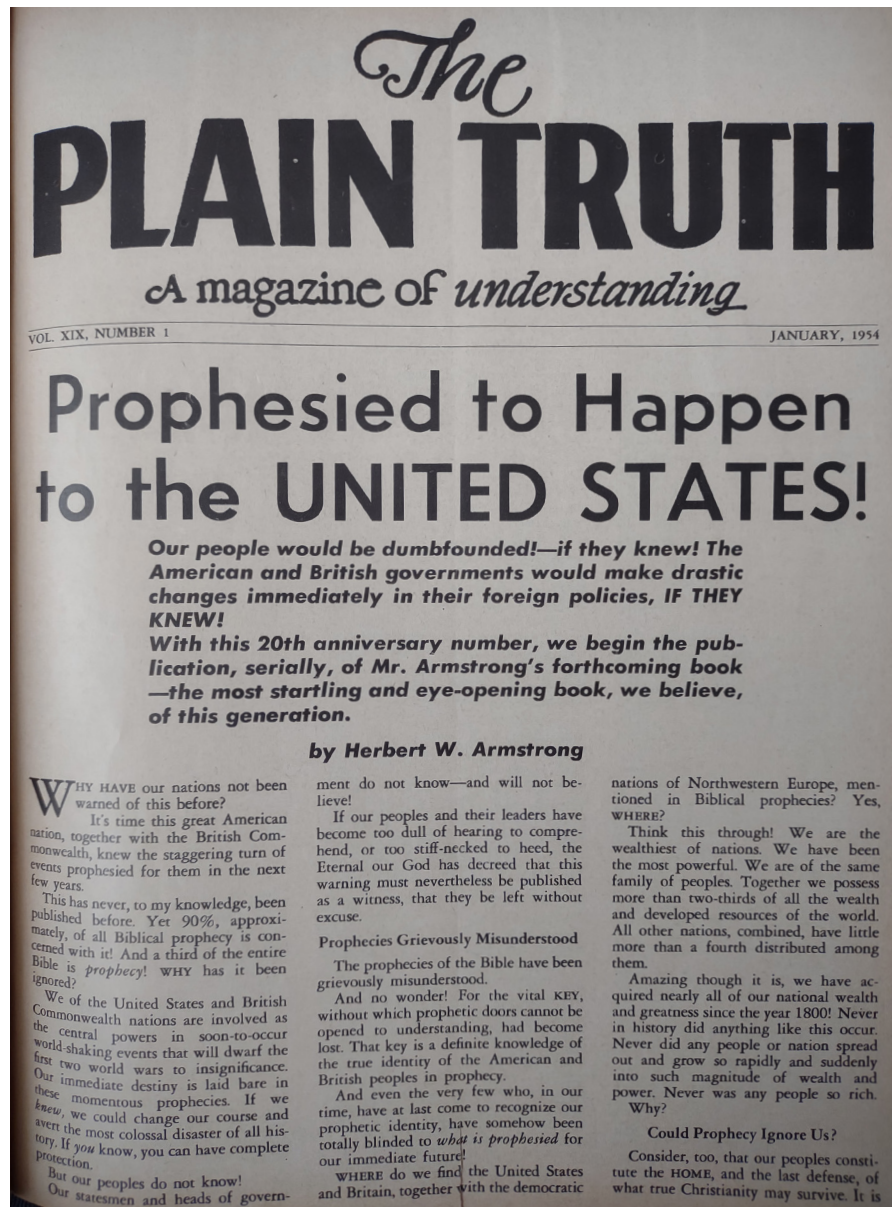 The
PLAIN TRUTH
A magazine of understanding
VOL. XIX, NUMBER 1
JANUARY, 1954
Prophesied to Happen
to the UNITED STATES!
Our people would be dumbfounded!—if they knew! The
American and British governments would make drastic
changes immediately in their foreign policies, IF THEY
KNEW!
With this 20th anniversary number, we begin the pub-
lication, serially, of Mr. Armstrong's forthcoming book
—the most startling and eye-opening book, we believe,
of this generation.
by Herbert W. Armstrong
WHY HAVE our nations not been
warned of this before?
It's time this great American
nation, together with the British Com-
monwealth, knew the staggering turn of
events prophesied for them in the next
few years.
This has never, to my knowledge, been
published before. Yet 90%, approxi-
mately, of all Biblical prophecy is con-
cerned with it! And a third of the entire
Bible is prophecy! WHY has it been
ignored?
We of the United States and British
Commonwealth nations are involved as
the central powers in soon-to-occur
world-shaking events that will dwarf the
first two world wars to insignificance.
Our immediate destiny is laid bare in
these momentous prophecies. If we
knew, we could change our course and
avert the most colossal disaster of all his-
tory. If you know, you can have complete
protection.
But our peoples do not know!
Our statesmen and heads of govern-
ment do not know—and will not be-
lieve!
If our peoples and their leaders have
become too dull of hearing to compre-
hend, or too stiff-necked to heed, the
Eternal our God has decreed that this
warning must nevertheless be published
as a witness, that they be left without
excuse.
Prophecies Grievously Misunderstood
The prophecies of the Bible have been
grievously misunderstood.
And no wonder! For the vital KEY,
without which prophetic doors cannot be
opened to understanding, had become
lost. That key is a definite knowledge of
the true identity of the American and
British peoples in prophecy.
And even the very few who, in our
time, have at last come to recognize our
prophetic identity, have somehow been
totally blinded to what is prophesied for
our immediate future!
WHERE do we find the United States
and Britain, together with the democratic
nations of Northwestern Europe, men-
tioned in Biblical prophecies? Yes,
WHERE?
Think this through! We are the
wealthiest of nations. We have been
the most powerful. We are of the same
family of peoples. Together we possess
more than two-thirds of all the wealth
and developed resources of the world.
All other nations, combined, have little
more than a fourth distributed among
them.
Amazing though it is, we have ac-
quired nearly all of our national wealth
and greatness since the year 1800! Never
in history did anything like this occur.
Never did any people or nation spread
out and grow so rapidly and suddenly
into such magnitude of wealth and
power. Never was any people so rich.
Why?
Could Prophecy Ignore Us?
Consider, too, that our peoples consti-
tute the HOME, and the last defense, of
what true Christianity may survive. It is